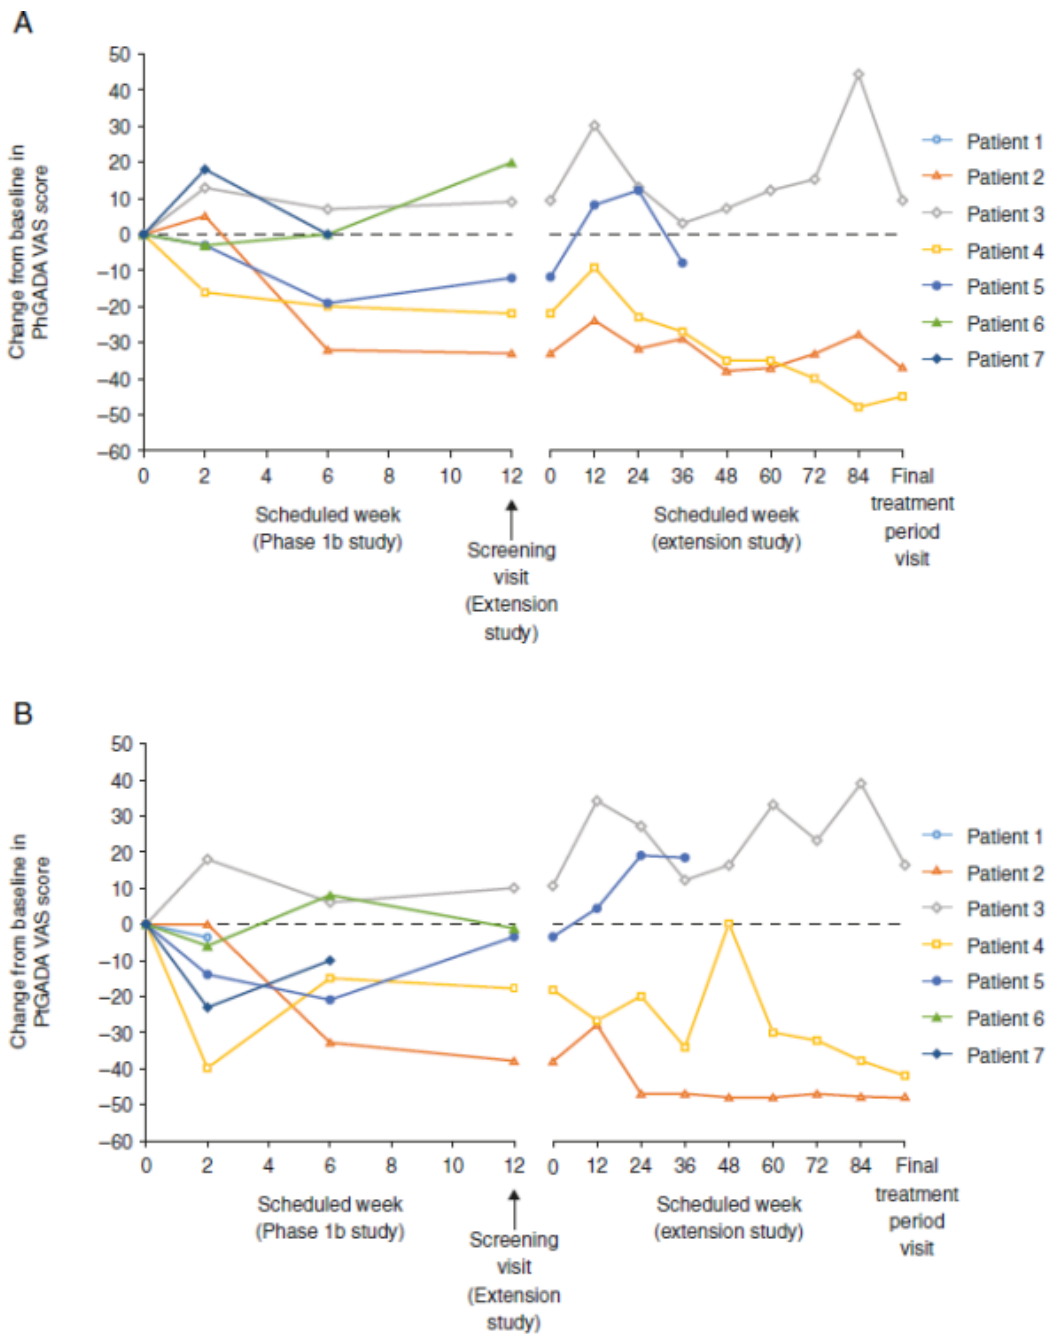 A
Change from baseline in
PhGADA VAS score
50
40
30
20
10
0
−10
−20
−30
−40
−50
−60
0 2 4 6 8 10 12
0 12 24 36 48 60 72 84 Final
treatment
period
visit
Scheduled week
(Phase 1b study)
Screening
visit
(Extension
study)
Scheduled week
(extension study)
Patient 1
Patient 2
Patient 3
Patient 4
Patient 5
Patient 6
Patient 7
B
Change from baseline in
PtGADA VAS score
50
40
30
20
10
0
−10
−20
−30
−40
−50
−60
0 2 4 6 8 10 12
0 12 24 36 48 60 72 84 Final
treatment
period
visit
Scheduled week
(Phase 1b study)
Screening
visit
(Extension
study)
Scheduled week
(extension study)
Patient 1
Patient 2
Patient 3
Patient 4
Patient 5
Patient 6
Patient 7